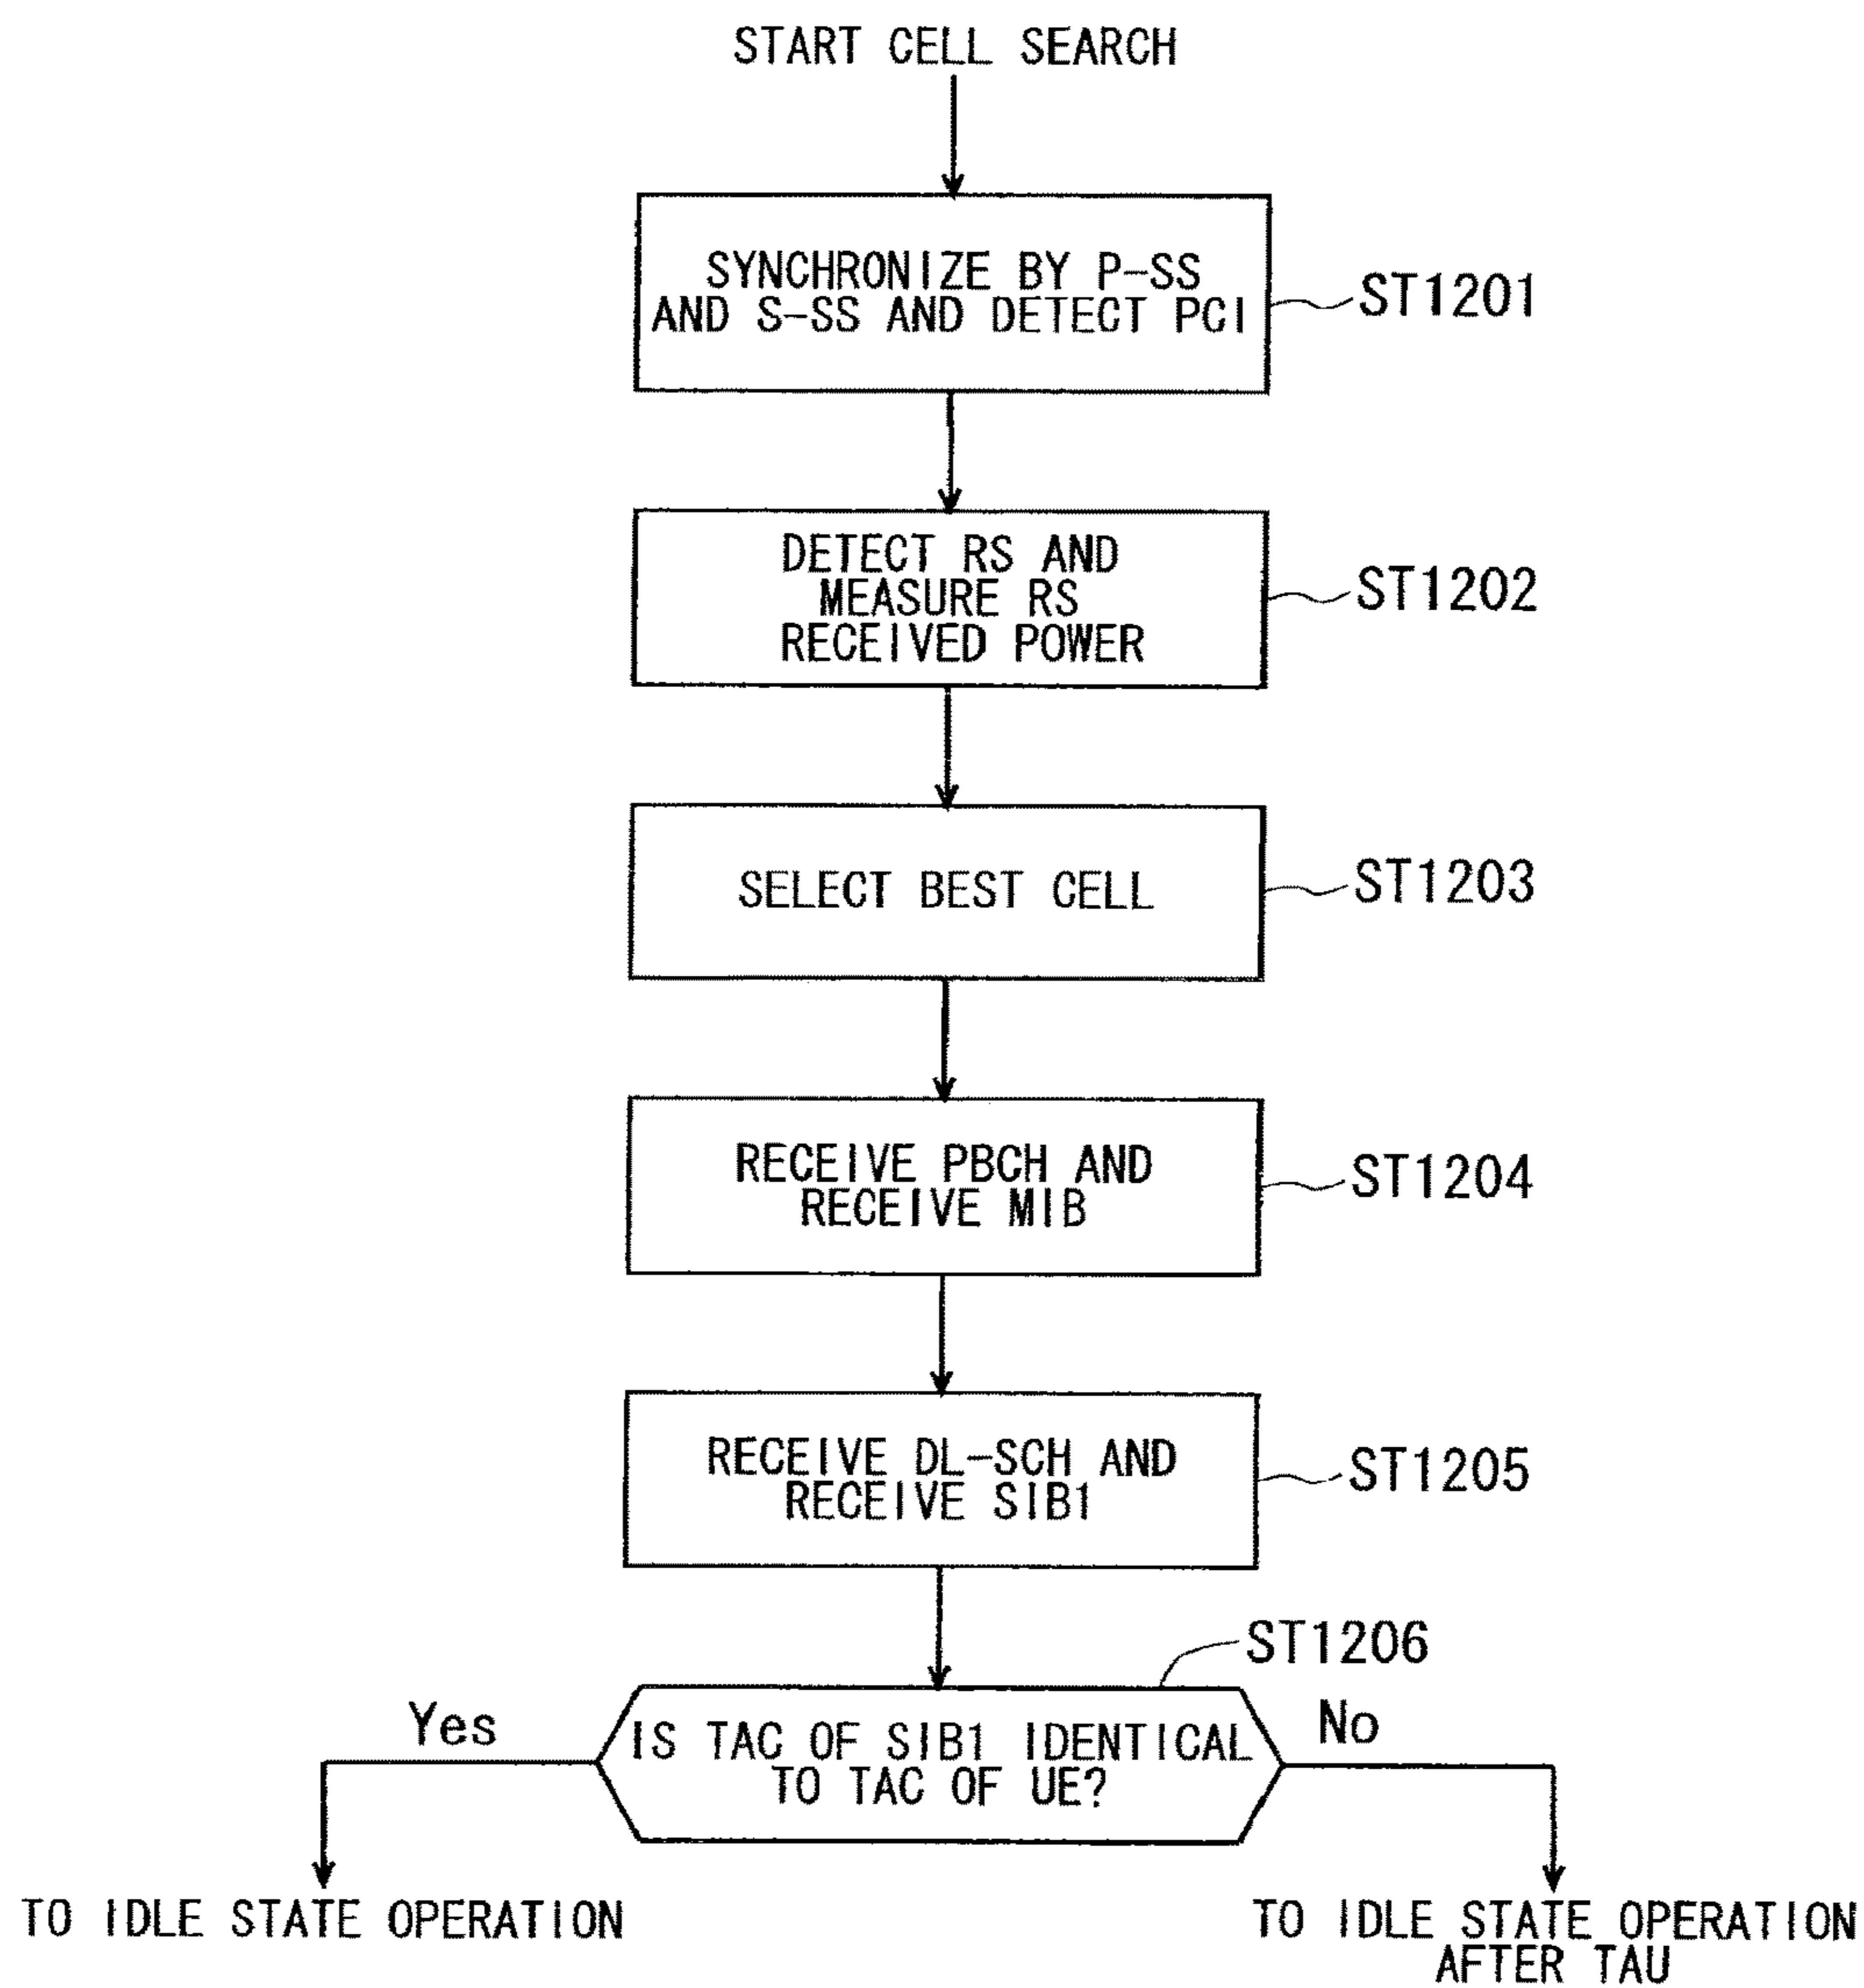 START CELL SEARCH
SYNCHRONIZE BY P-SS
AND S-SS AND DETECT PCI
ST1201
DETECT RS AND
MEASURE RS
RECEIVED POWER
ST1202
SELECT BEST CELL
ST1203
RECEIVE PBCH AND
RECEIVE MIB
ST1204
RECEIVE DL-SCH AND
RECEIVE SIB1
ST1205
ST1206
IS TAC OF SIB1 IDENTICAL
TO TAC OF UE?
Yes
No
TO IDLE STATE OPERATION
TO IDLE STATE OPERATION
AFTER TAU